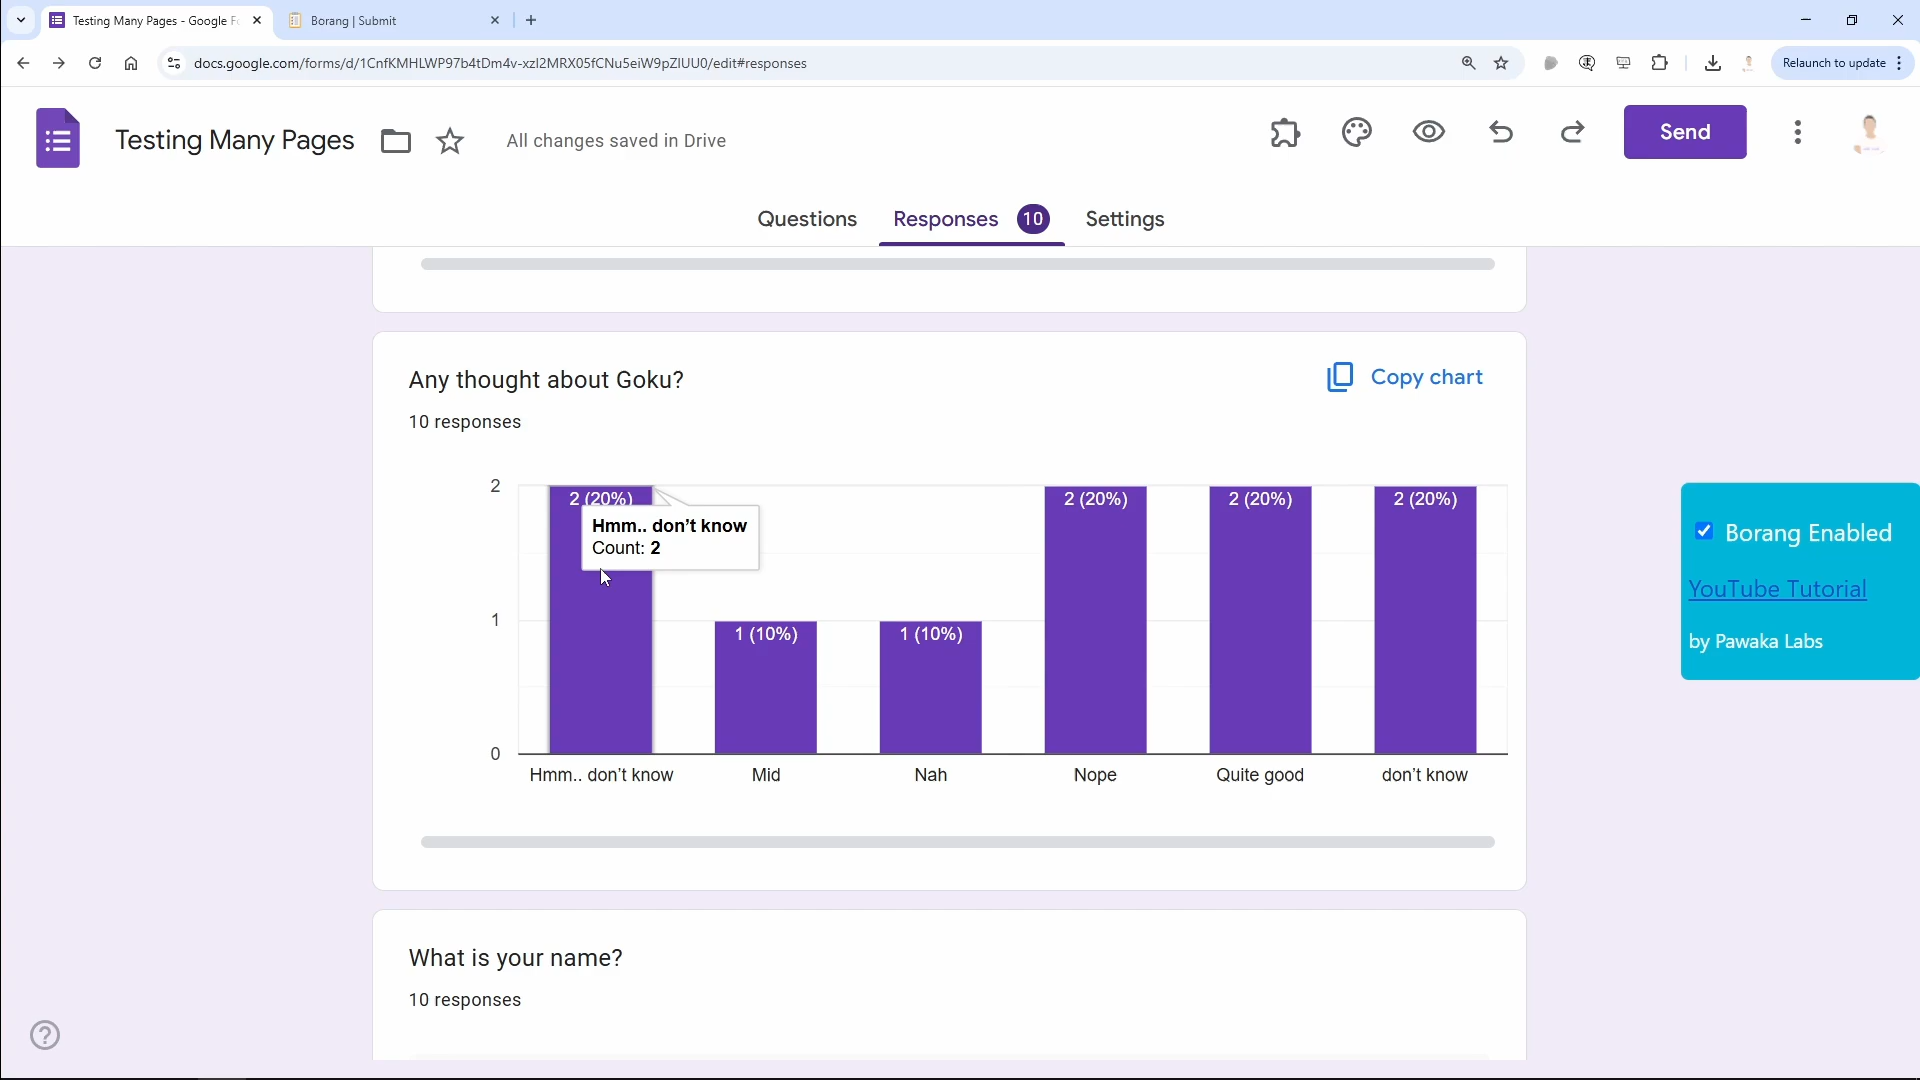 Testing Many Pages - Google Fo
Borang | Submit
docs.google.com/forms/d/1CnfKMHLWP97b4tDm4v-xzI2MRX05fCNu5eiW9pZIUU0/edit#responses
Relaunch to update
Testing Many Pages
All changes saved in Drive
Send
Questions
Responses 10
Settings
Any thought about Goku?
Copy chart
10 responses
2
2 (20%)
2 (20%)
2 (20%)
2 (20%)
Hmm.. don’t know
Count: 2
1
1 (10%)
1 (10%)
0
Hmm.. don’t know
Mid
Nah
Nope
Quite good
don’t know
Borang Enabled
YouTube Tutorial
by Pawaka Labs
What is your name?
10 responses